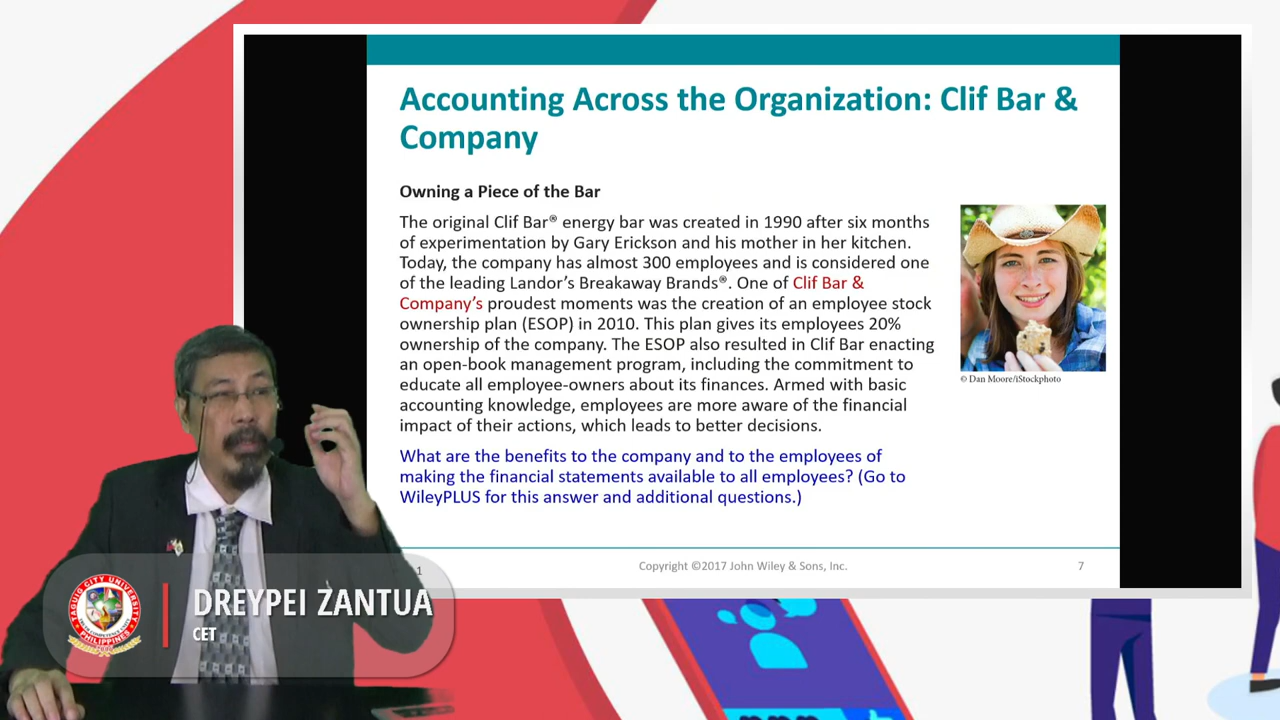 Accounting Across the Organization: Clif Bar &
Company
Owning a Piece of the Bar
The original Clif Bar® energy bar was created in 1990 after six months
of experimentation by Gary Erickson and his mother in her kitchen.
Today, the company has almost 300 employees and is considered one
of the leading Landor’s Breakaway Brands®. One of Clif Bar &
Company’s proudest moments was the creation of an employee stock
ownership plan (ESOP) in 2010. This plan gives its employees 20%
ownership of the company. The ESOP also resulted in Clif Bar enacting
an open-book management program, including the commitment to
educate all employee-owners about its finances. Armed with basic
accounting knowledge, employees are more aware of the financial
impact of their actions, which leads to better decisions.
© Dan Moore/iStockphoto
What are the benefits to the company and to the employees of
making the financial statements available to all employees? (Go to
WileyPLUS for this answer and additional questions.)
1
Copyright ©2017 John Wiley & Sons, Inc.
7
TAGUIG CITY UNIVERSITY
PHILIPPINES
DREYPEI ZANTUA
CET